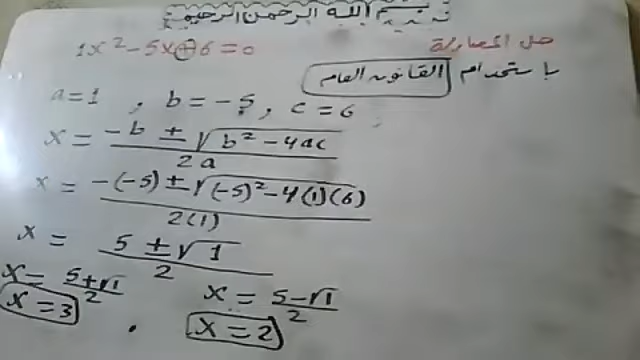 بسم الله الرحمن الرحيم
حل المعادلة 1x² - 5x + 6 = 0
باستخدام القانون العام
a = 1 , b = -5 , c = 6
x = (-b ± √(b² - 4ac)) / 2a
x = (-(-5) ± √((-5)² - 4(1)(6))) / 2(1)
x = (5 ± √1) / 2
x = (5+√1) / 2    x = (5-√1) / 2
x = 3 , x = 2